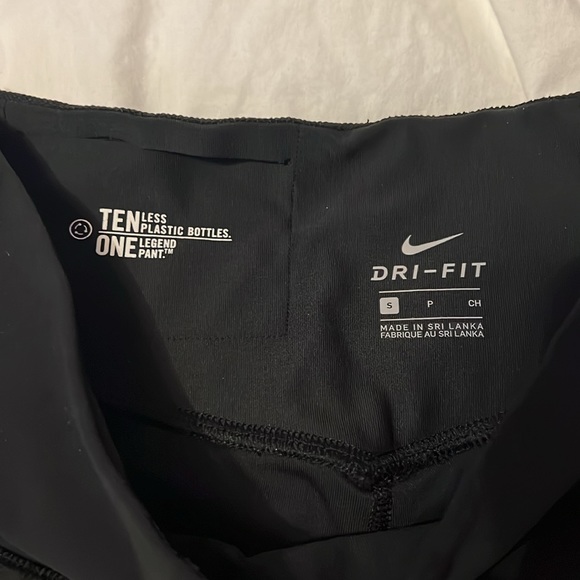 TEN LESS PLASTIC BOTTLES.
ONE LEGEND PANT.™
DRI-FIT
S P CH
MADE IN SRI LANKA
FABRIQUE AU SRI LANKA